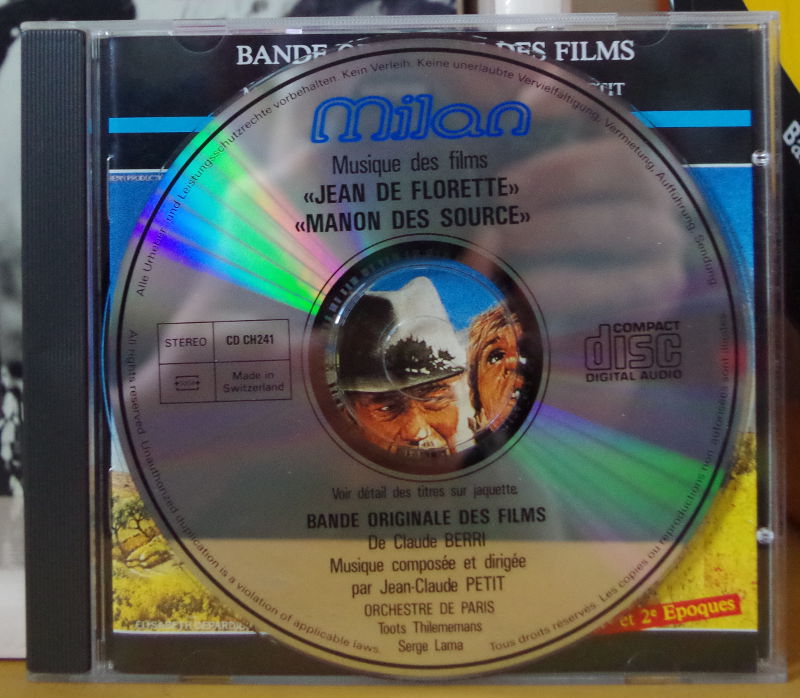 BANDE DES FILMS
milan
Musique des films
«JEAN DE FLORETTE»
«MANON DES SOURCE»
STEREO
CD CH241
Made in
Switzerland
COMPACT
disc
DIGITAL AUDIO
Voir détail des titres sur jaquette.
BANDE ORIGINALE DES FILMS
De Claude BERRI
Musique composée et dirigée
par Jean-Claude PETIT
ORCHESTRE DE PARIS
Toots Thilememans
Serge Lama
Alle Urheber- und Leistungsschutzrechte vorbehalten. Kein Verleih. Keine unerlaubte Vervielfältigung, Vermietung, Aufführung, Sendung.
All rights reserved. Unauthorized duplication is a violation of applicable laws.
Tous droits réservés. Les copies ou reproductions non autorisées sont illicites
et 2e Epoques